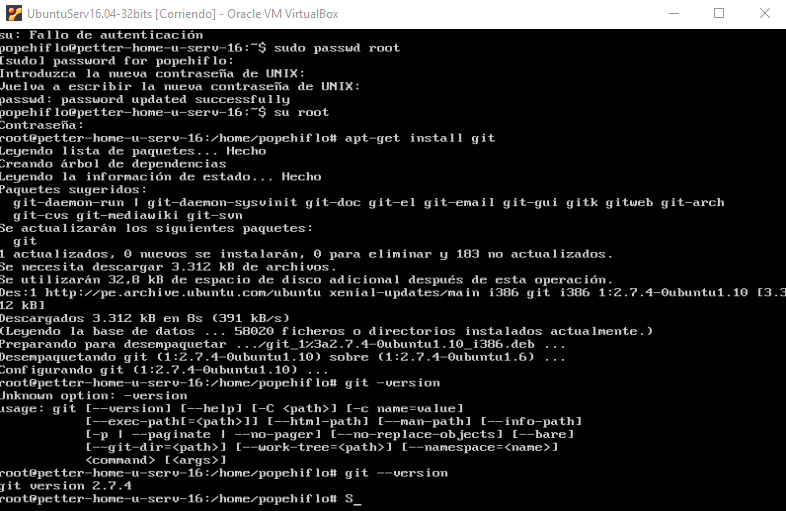 UbuntuServ16.04-32bits [Corriendo] - Oracle VM VirtualBox
su: Fallo de autenticación
popehiflo@petter-home-u-serv-16:~$ sudo passwd root
[sudo] password for popehiflo:
Introduzca la nueva contraseña de UNIX:
Vuelva a escribir la nueva contraseña de UNIX:
passwd: password updated successfully
popehiflo@petter-home-u-serv-16:~$ su root
Contraseña:
root@petter-home-u-serv-16:/home/popehiflo# apt-get install git
Leyendo lista de paquetes... Hecho
Creando árbol de dependencias
Leyendo la información de estado... Hecho
Paquetes sugeridos:
  git-daemon-run | git-daemon-sysvinit git-doc git-el git-email git-gui gitk gitweb git-arch
  git-cvs git-mediawiki git-svn
Se actualizarán los siguientes paquetes:
  git
1 actualizados, 0 nuevos se instalarán, 0 para eliminar y 183 no actualizados.
Se necesita descargar 3.312 kB de archivos.
Se utilizarán 32,8 kB de espacio de disco adicional después de esta operación.
Des:1 http://pe.archive.ubuntu.com/ubuntu xenial-updates/main i386 git i386 1:2.7.4-0ubuntu1.10 [3.3
12 kB]
Descargados 3.312 kB en 8s (391 kB/s)
(Leyendo la base de datos ... 58020 ficheros o directorios instalados actualmente.)
Preparando para desempaquetar .../git_1%3a2.7.4-0ubuntu1.10_i386.deb ...
Desempaquetando git (1:2.7.4-0ubuntu1.10) sobre (1:2.7.4-0ubuntu1.6) ...
Configurando git (1:2.7.4-0ubuntu1.10) ...
root@petter-home-u-serv-16:/home/popehiflo# git -version
Unknown option: -version
usage: git [--version] [--help] [-C <path>] [-c name=value]
           [--exec-path[=<path>]] [--html-path] [--man-path] [--info-path]
           [-p | --paginate | --no-pager] [--no-replace-objects] [--bare]
           [--git-dir=<path>] [--work-tree=<path>] [--namespace=<name>]
           <command> [<args>]
root@petter-home-u-serv-16:/home/popehiflo# git --version
git version 2.7.4
root@petter-home-u-serv-16:/home/popehiflo# S_